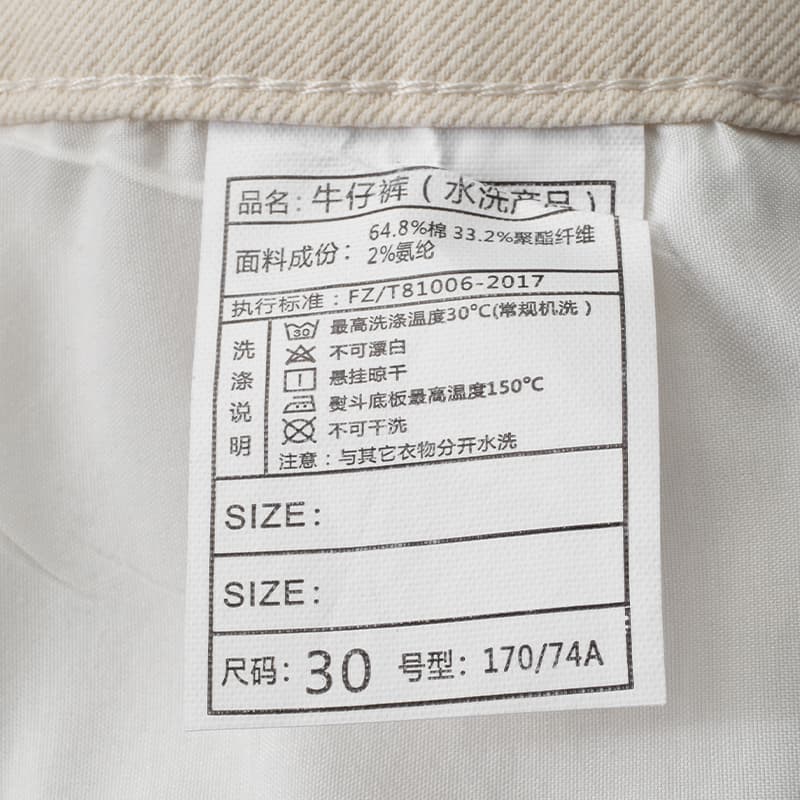 品名：牛仔裤（水洗产品）
面料成份：64.8%棉 33.2%聚酯纤维
2%氨纶
执行标准：FZ/T81006-2017
洗涤说明
30 最高洗涤温度30℃(常规机洗）
不可漂白
悬挂晾干
熨斗底板最高温度150℃
不可干洗
注意：与其它衣物分开水洗
SIZE:
SIZE:
尺码：30 号型：170/74A